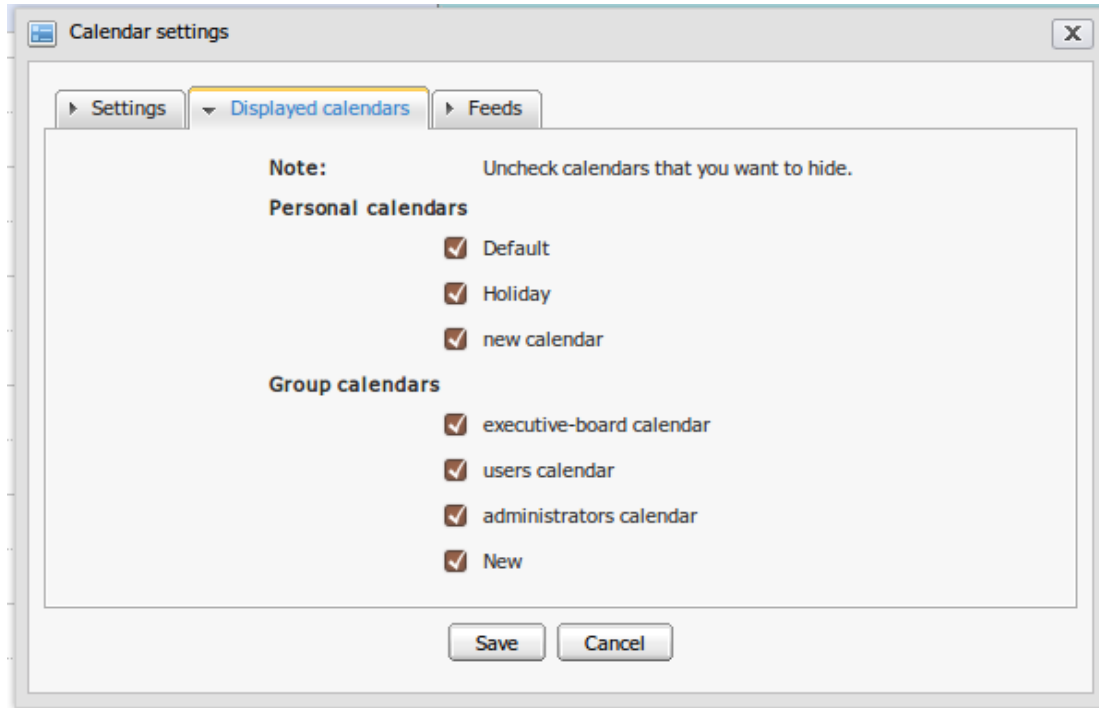 Calendar settings
X
Settings Displayed calendars Feeds
Note: Uncheck calendars that you want to hide.
Personal calendars
Default
Holiday
new calendar
Group calendars
executive-board calendar
users calendar
administrators calendar
New
Save Cancel